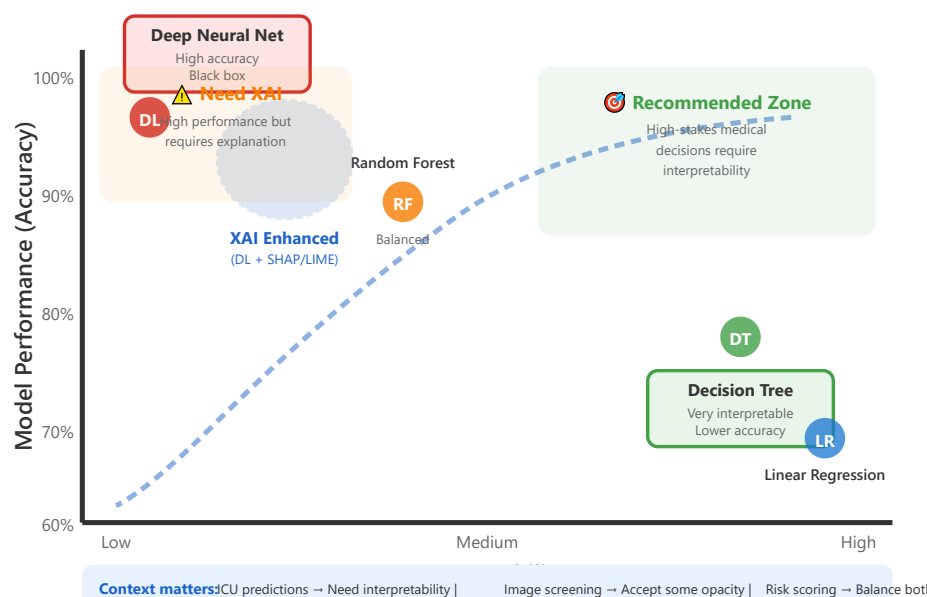 Deep Neural Net
High accuracy
Black box
Need XAI
High performance but
requires explanation
DL
Recommended Zone
High-stakes medical
decisions require
interpretability
Random Forest
RF
Balanced
XAI Enhanced
(DL + SHAP/LIME)
DT
Decision Tree
Very interpretable
Lower accuracy
LR
Linear Regression
Model Performance (Accuracy)
100%
90%
80%
70%
60%
Low Medium High
Context matters: ICU predictions → Need interpretability | Image screening → Accept some opacity | Risk scoring → Balance both